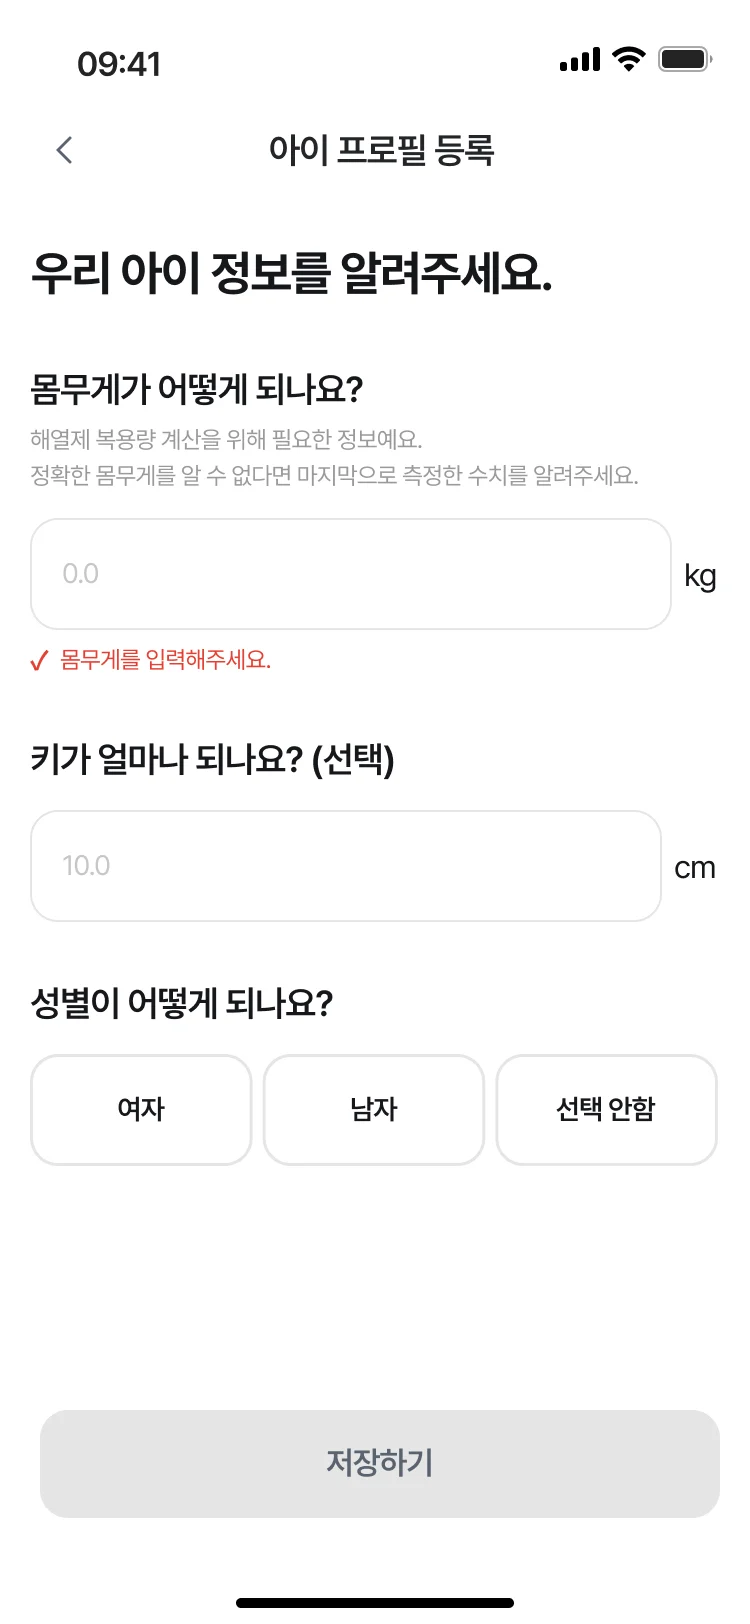 09:41
아이 프로필 등록
우리 아이 정보를 알려주세요.
몸무게가 어떻게 되나요?
해열제 복용량 계산을 위해 필요한 정보예요.
정확한 몸무게를 알 수 없다면 마지막으로 측정한 수치를 알려주세요.
0.0 kg
몸무게를 입력해주세요.
키가 얼마나 되나요? (선택)
10.0 cm
성별이 어떻게 되나요?
여자 남자 선택 안함
저장하기